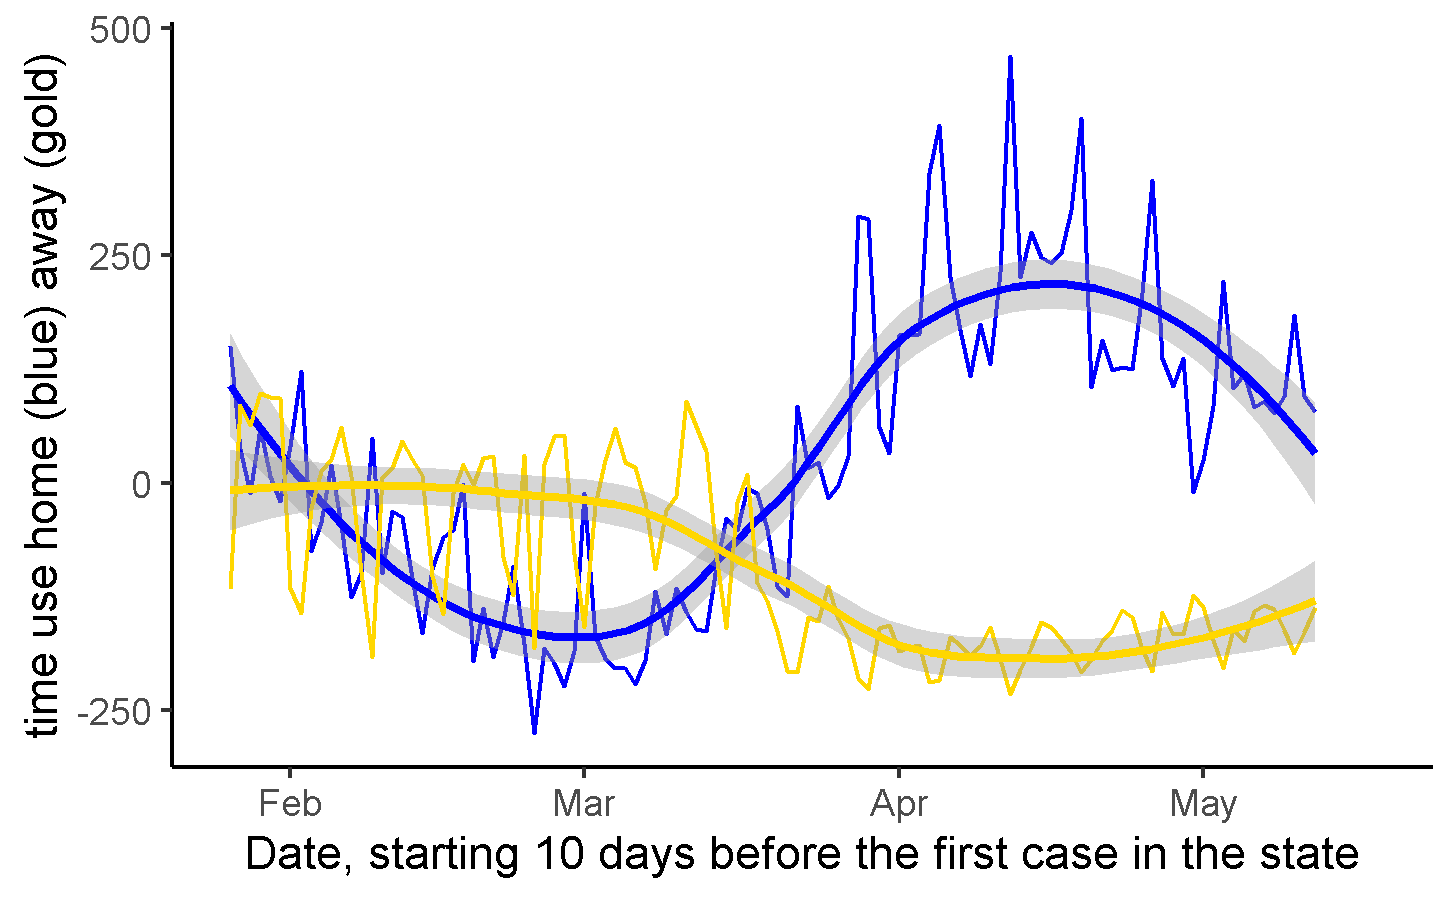 time use home (blue) away (gold)
500
250
0
-250
Feb Mar Apr May
Date, starting 10 days before the first case in the state